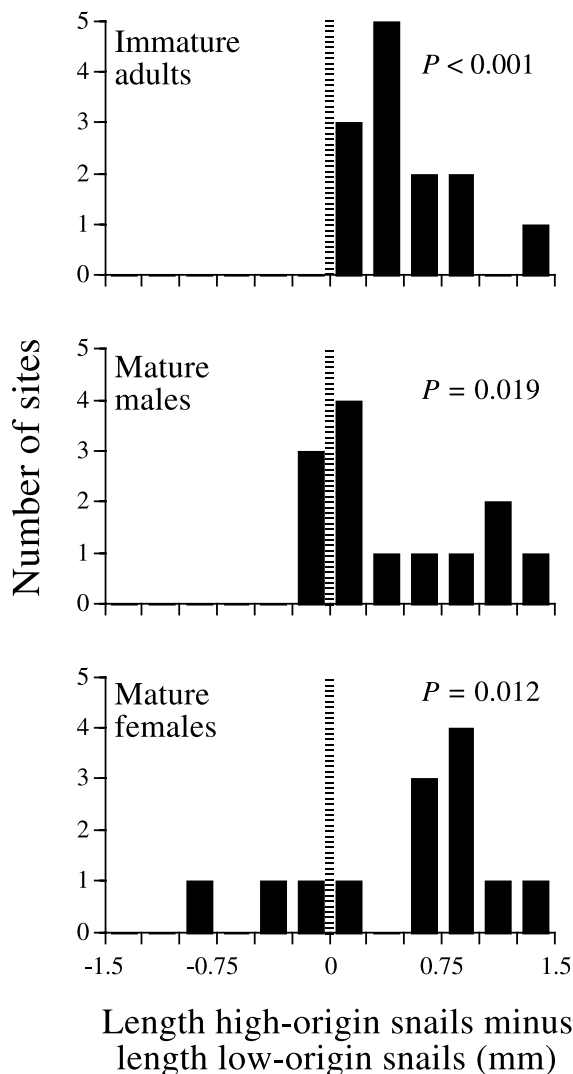 5
Immature
adults
P < 0.001
4
3
2
1
0
Number of sites
5
Mature
males
P = 0.019
4
3
2
1
0
5
Mature
females
P = 0.012
4
3
2
1
0
-1.5 -0.75 0 0.75 1.5
Length high-origin snails minus
length low-origin snails (mm)